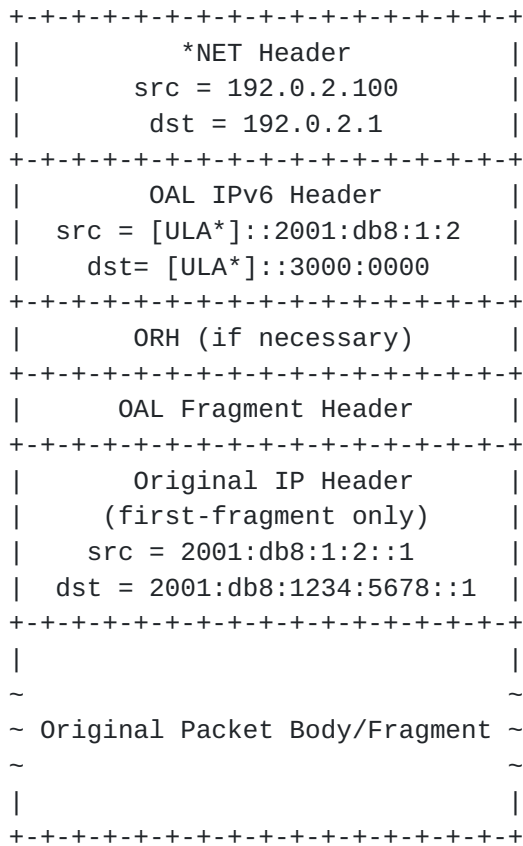 +-+-+-+-+-+-+-+-+-+-+-+-+-+-+-+-+
|          *NET Header          |
|       src = 192.0.2.100       |
|        dst = 192.0.2.1        |
+-+-+-+-+-+-+-+-+-+-+-+-+-+-+-+-+
|        OAL IPv6 Header        |
|  src = [ULA*]::2001:db8:1:2   |
|    dst= [ULA*]::3000:0000     |
+-+-+-+-+-+-+-+-+-+-+-+-+-+-+-+-+
|       ORH (if necessary)      |
+-+-+-+-+-+-+-+-+-+-+-+-+-+-+-+-+
|      OAL Fragment Header      |
+-+-+-+-+-+-+-+-+-+-+-+-+-+-+-+-+
|       Original IP Header      |
|     (first-fragment only)     |
|    src = 2001:db8:1:2::1      |
|  dst = 2001:db8:1234:5678::1  |
+-+-+-+-+-+-+-+-+-+-+-+-+-+-+-+-+
|                               |
~                               ~
~ Original Packet Body/Fragment ~
~                               ~
|                               |
+-+-+-+-+-+-+-+-+-+-+-+-+-+-+-+-+